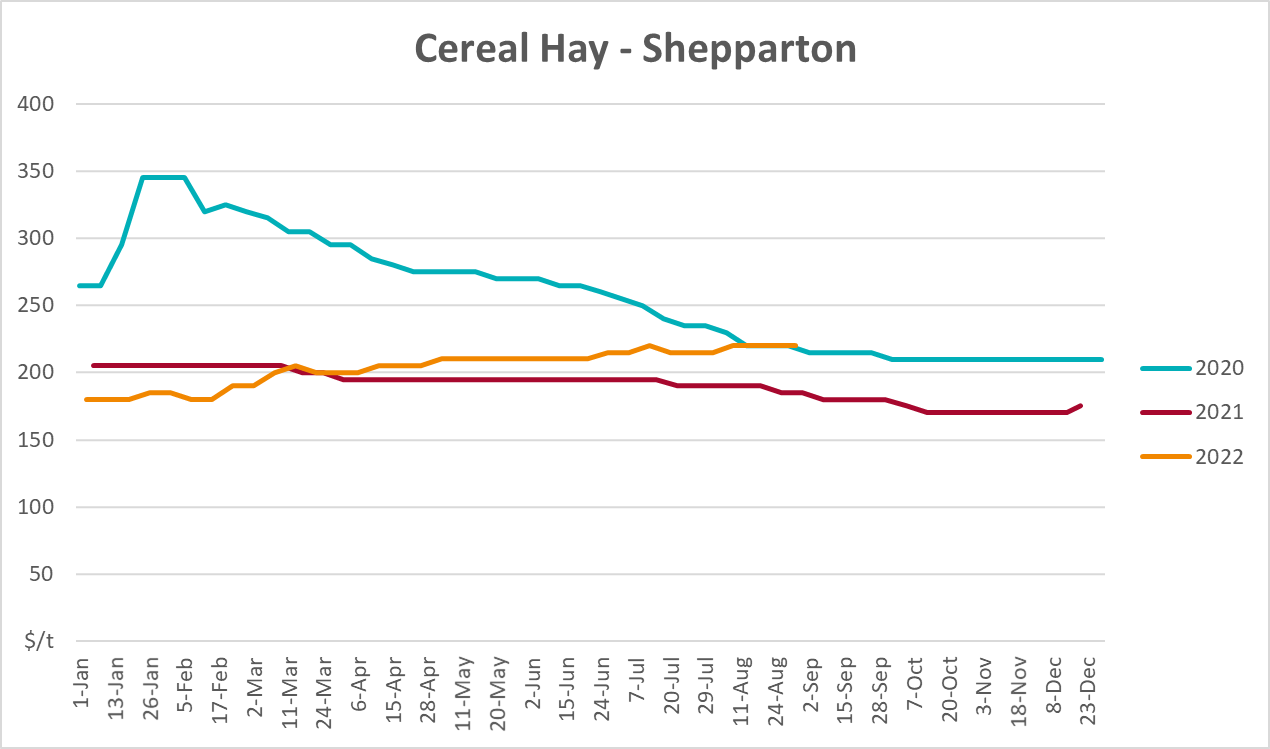 Cereal Hay - Shepparton
400
350
300
250
200
150
100
50
$/t
1-Jan
13-Jan
26-Jan
5-Feb
17-Feb
2-Mar
11-Mar
24-Mar
6-Apr
15-Apr
28-Apr
11-May
20-May
2-Jun
15-Jun
24-Jun
7-Jul
20-Jul
29-Jul
11-Aug
24-Aug
2-Sep
15-Sep
28-Sep
7-Oct
20-Oct
3-Nov
18-Nov
8-Dec
23-Dec
2020
2021
2022